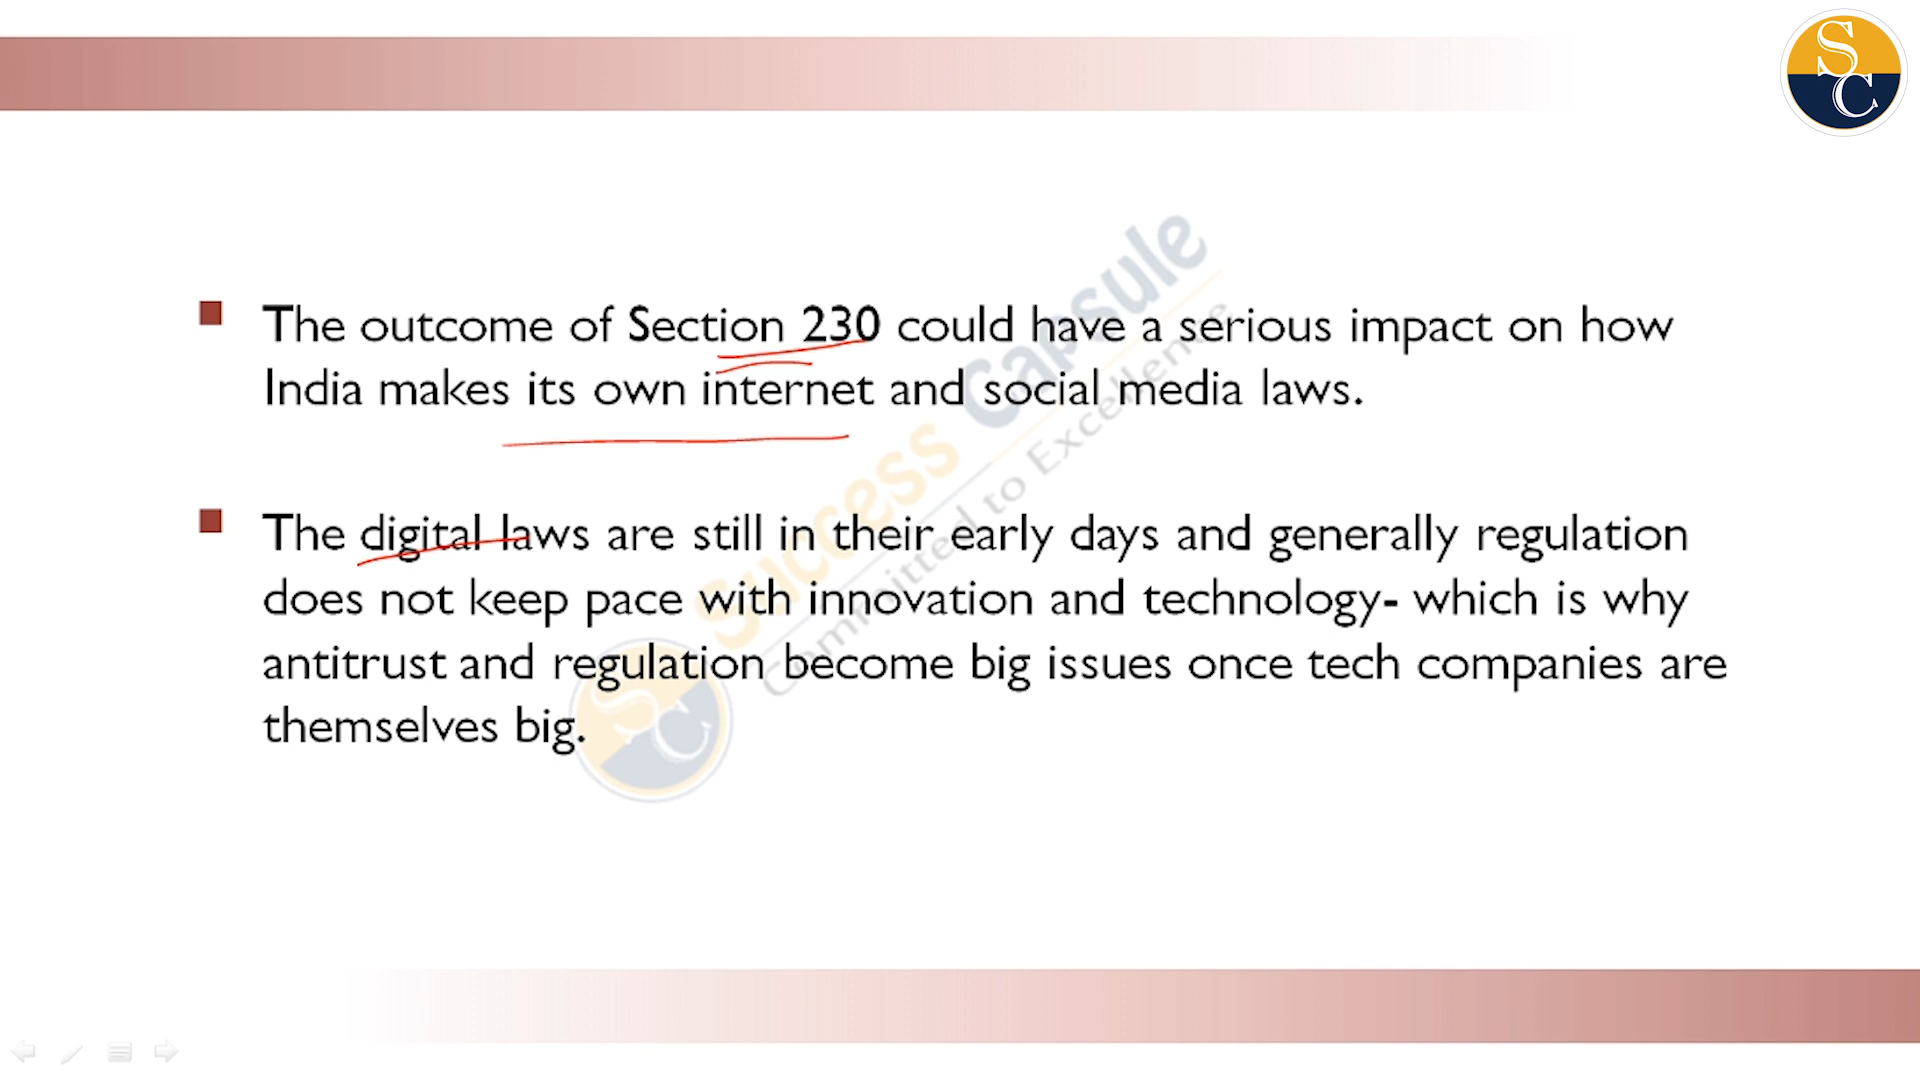 SC
The outcome of Section 230 could have a serious impact on how
India makes its own internet and social media laws.
The digital laws are still in their early days and generally regulation
does not keep pace with innovation and technology- which is why
antitrust and regulation become big issues once tech companies are
themselves big.
Success Capsule
Committed to Excellence
SC